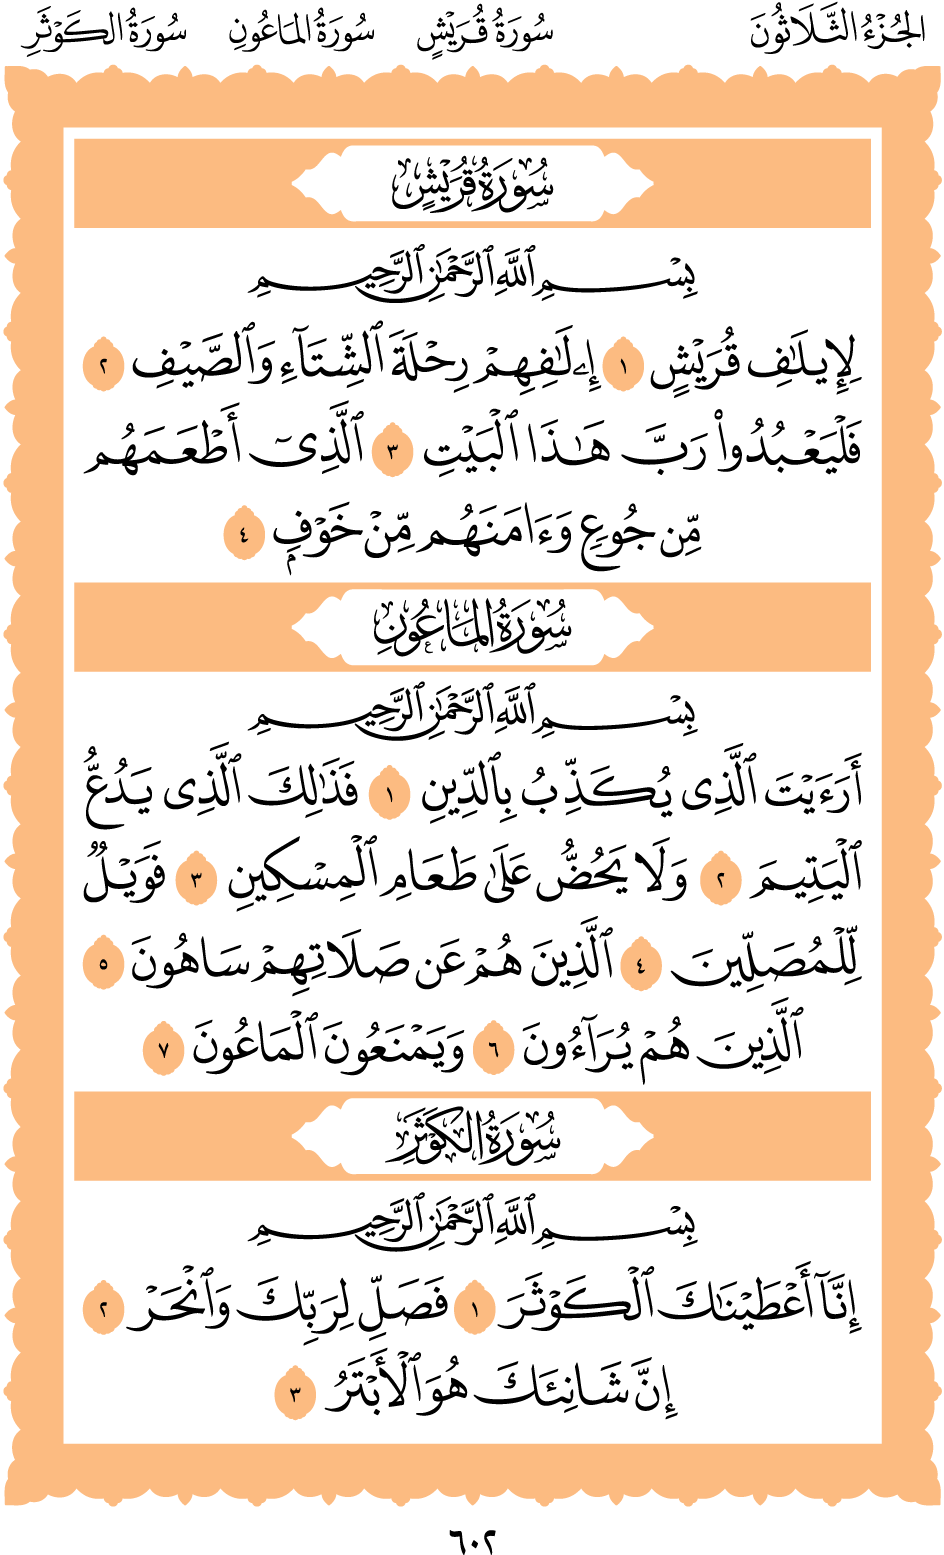 الجُزْءُ الثَّلَاثُونَ سُورَةُ قُرَيْشٍ سُورَةُ المَاعُونِ سُورَةُ الكَوْثَرِ
سُورَةُ قُرَيْشٍ
بِسْمِ ٱللَّهِ ٱلرَّحْمَٰنِ ٱلرَّحِيمِ
لِإِيلَٰفِ قُرَيْشٍ ١ إِۦلَٰفِهِمْ رِحْلَةَ ٱلشِّتَآءِ وَٱلصَّيْفِ ٢
فَلْيَعْبُدُوا۟ رَبَّ هَٰذَا ٱلْبَيْتِ ٣ ٱلَّذِىٓ أَطْعَمَهُم
مِّن جُوعٍ وَءَامَنَهُم مِّنْ خَوْفٍۭ ٤
سُورَةُ المَاعُونِ
بِسْمِ ٱللَّهِ ٱلرَّحْمَٰنِ ٱلرَّحِيمِ
أَرَءَيْتَ ٱلَّذِى يُكَذِّبُ بِٱلدِّينِ ١ فَذَٰلِكَ ٱلَّذِى يَدُعُّ
ٱلْيَتِيمَ ٢ وَلَا يَحُضُّ عَلَىٰ طَعَامِ ٱلْمِسْكِينِ ٣ فَوَيْلٌ
لِّلْمُصَلِّينَ ٤ ٱلَّذِينَ هُمْ عَن صَلَاتِهِمْ سَاهُونَ ٥
ٱلَّذِينَ هُمْ يُرَآءُونَ ٦ وَيَمْنَعُونَ ٱلْمَاعُونَ ٧
سُورَةُ الكَوْثَرِ
بِسْمِ ٱللَّهِ ٱلرَّحْمَٰنِ ٱلرَّحِيمِ
إِنَّآ أَعْطَيْنَٰكَ ٱلْكَوْثَرَ ١ فَصَلِّ لِرَبِّكَ وَٱنْحَرْ ٢
إِنَّ شَانِئَكَ هُوَ ٱلْأَبْتَرُ ٣
٦٠٢